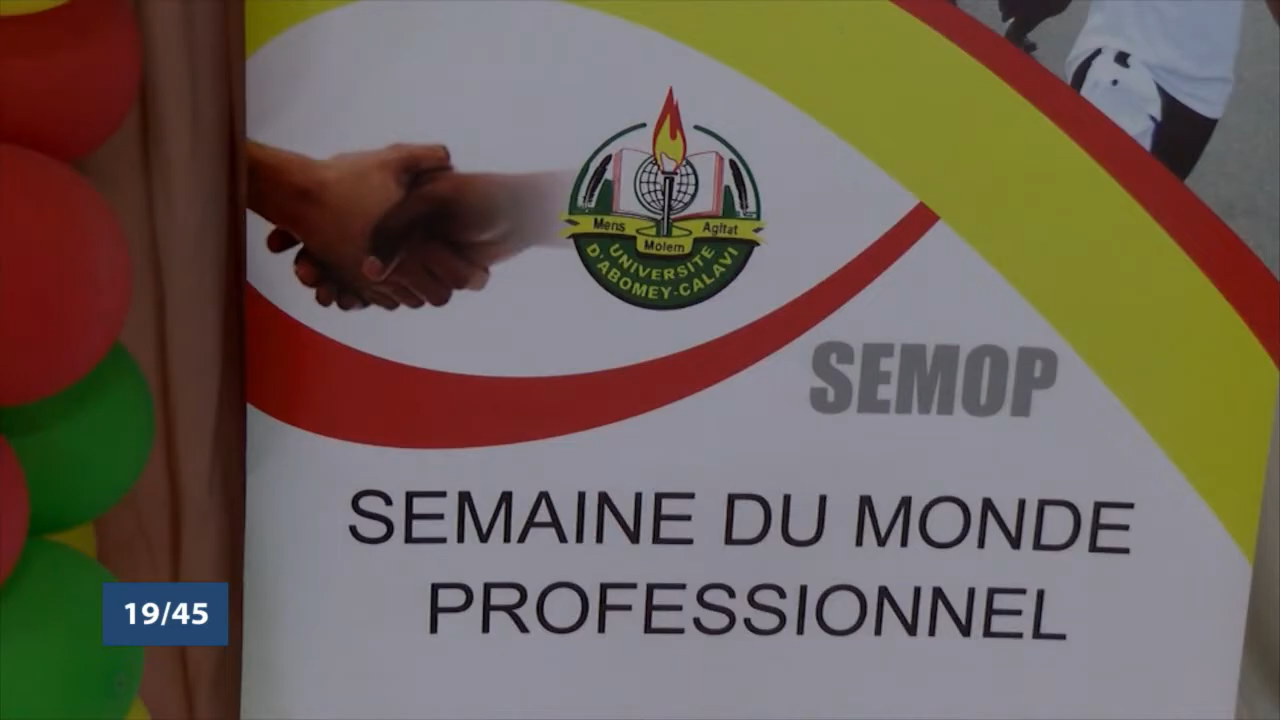 Mens Agitat
Molem
UNIVERSITE
D'ABOMEY-CALAVI
SEMOP
SEMAINE DU MONDE
PROFESSIONNEL
19/45